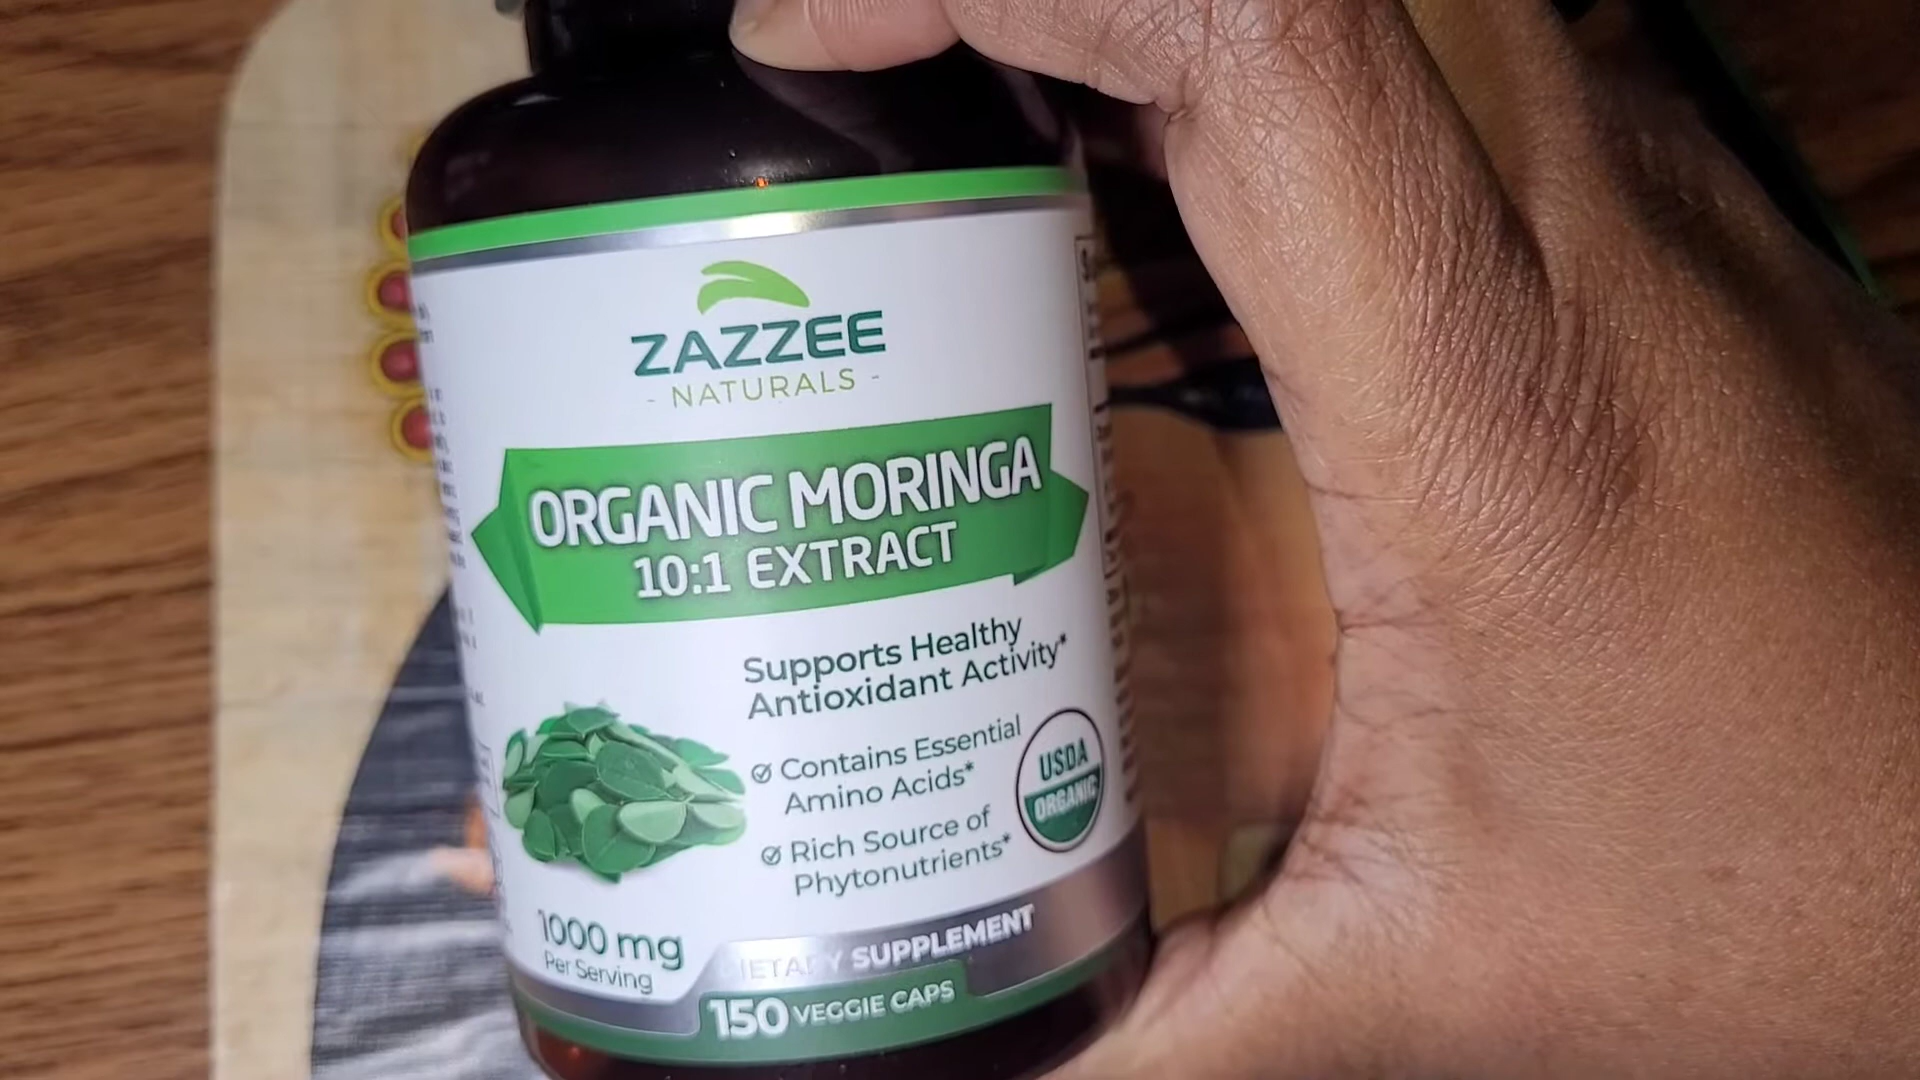 ZAZZEE
- NATURALS -
ORGANIC MORINGA
10:1 EXTRACT
Supports Healthy
Antioxidant Activity*
Contains Essential
Amino Acids*
Rich Source of
Phytonutrients*
USDA
ORGANIC
1000 mg
Per Serving
DIETARY SUPPLEMENT
150 VEGGIE CAPS